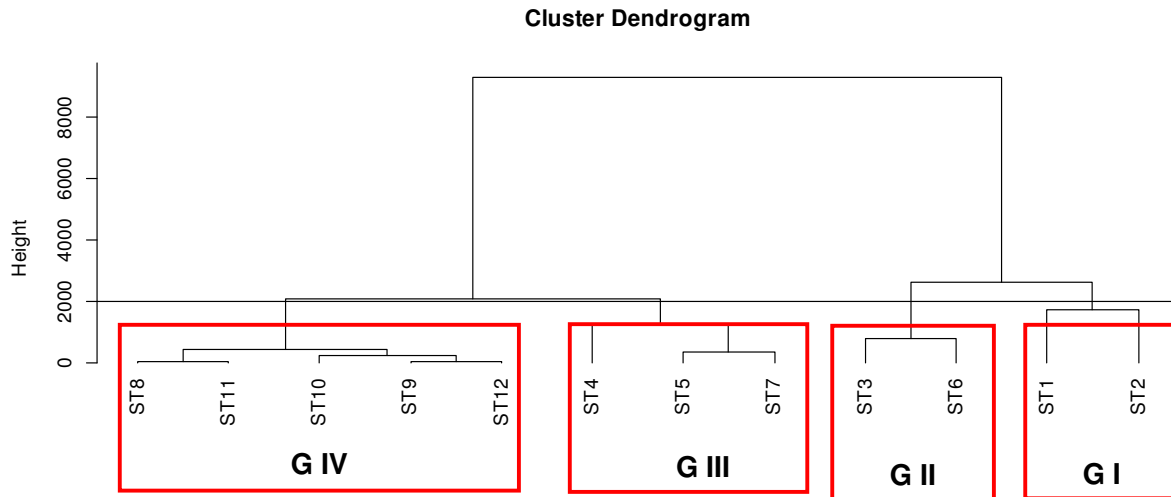 Cluster Dendrogram
Height
8000
6000
4000
2000
0
ST8
ST11
ST10
ST9
ST12
ST4
ST5
ST7
ST3
ST6
ST1
ST2
G IV
G III
G II
G I